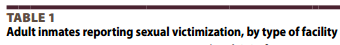 TABLE 1
Adult inmates reporting sexual victimization, by type of facility